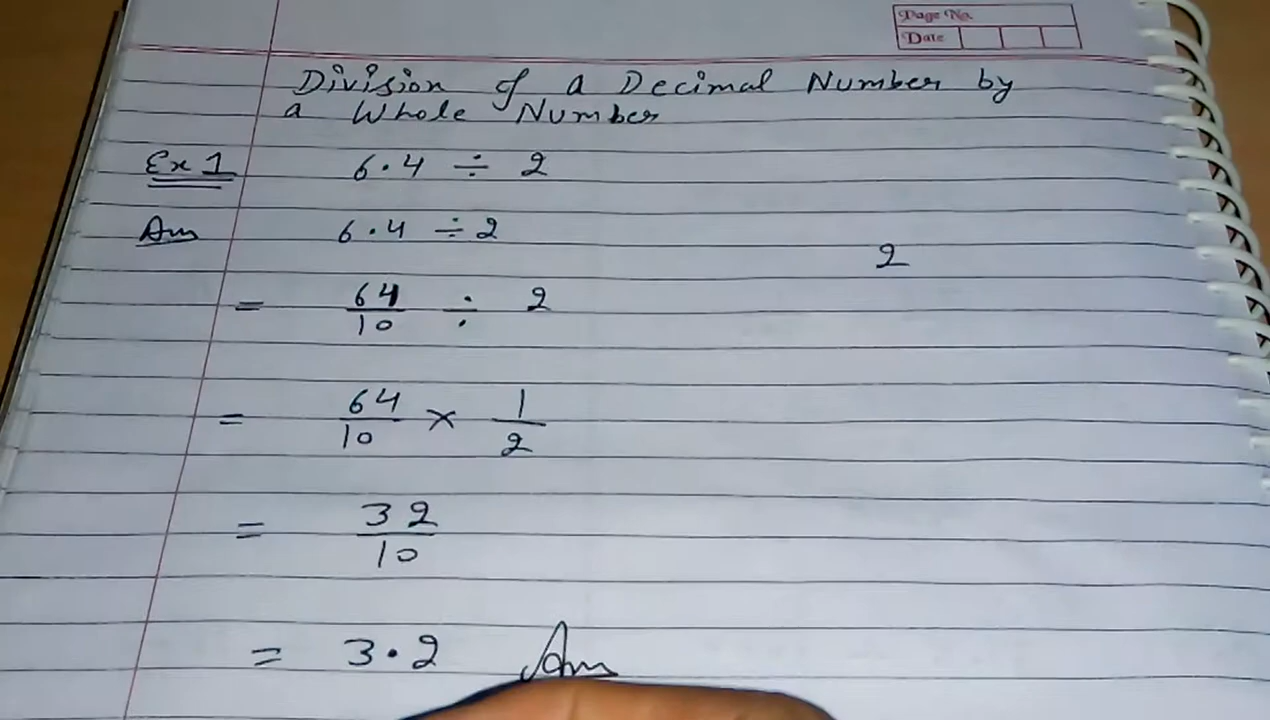 Page No.
Date
Division of a Decimal Number by
a Whole Number
Ex 1 6.4 ÷ 2
Ans 6.4 ÷ 2
2
= 64/10 ÷ 2
= 64/10 × 1/2
= 32/10
= 3.2 Ans